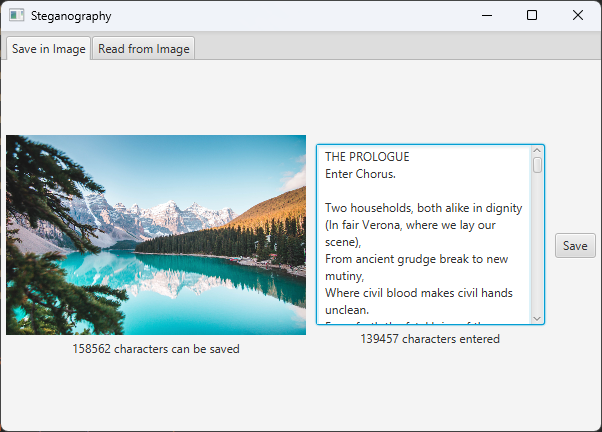 Steganography
Save in Image
Read from Image
THE PROLOGUE
Enter Chorus.
Two households, both alike in dignity
(In fair Verona, where we lay our
scene),
From ancient grudge break to new
mutiny,
Where civil blood makes civil hands
unclean.
Save
158562 characters can be saved
139457 characters entered